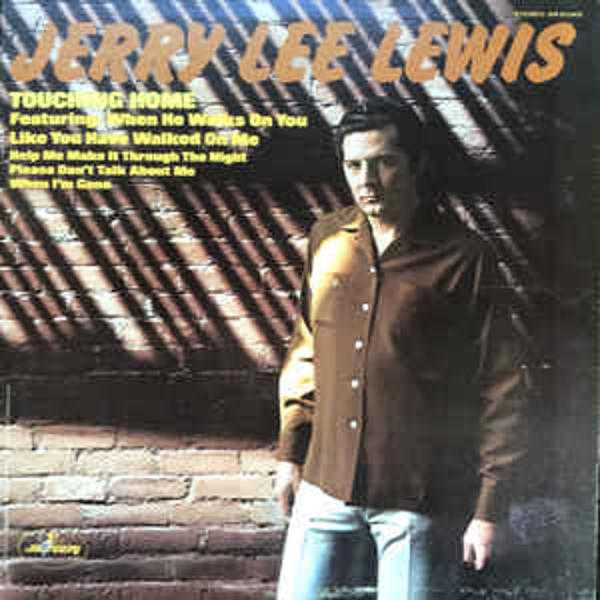 JERRY LEE LEWIS
TOUCHING HOME
Featuring: When He Walks On You
Like You Have Walked On Me
Help Me Make It Through The Night
Please Don't Talk About Me
When I'm Gone
mercury